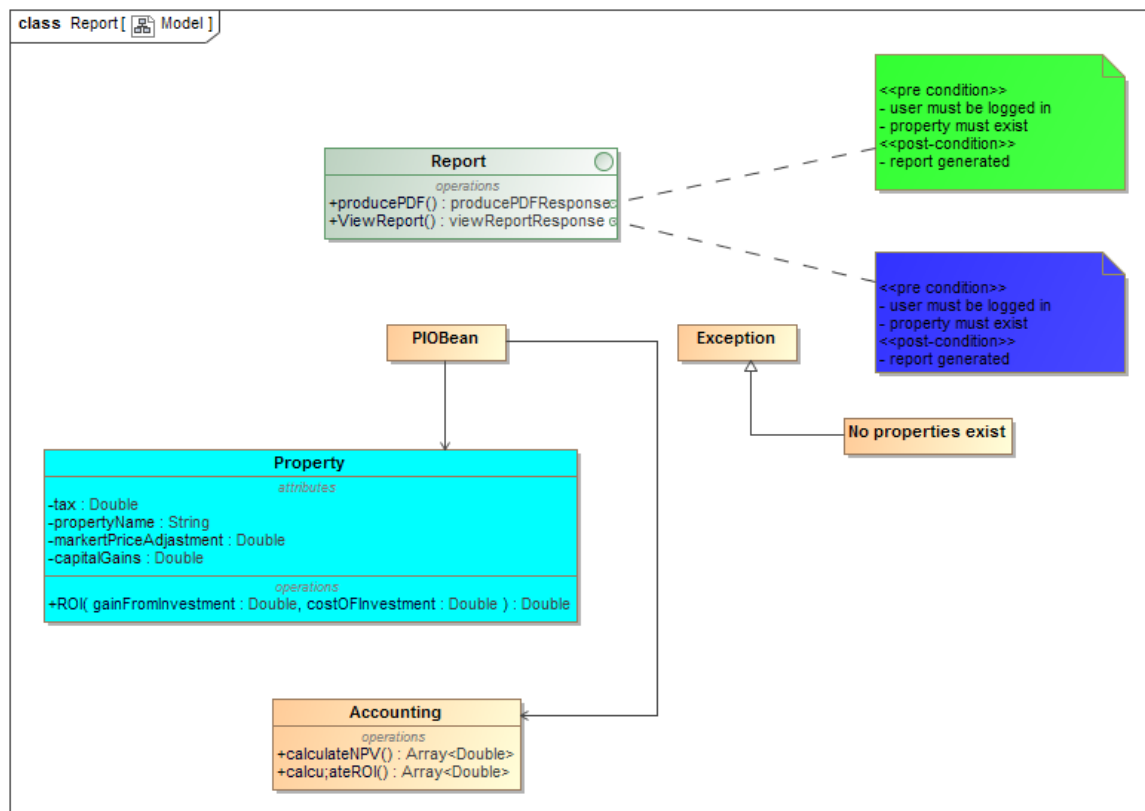 class Report [ Model ]
<<pre condition>>
- user must be logged in
- property must exist
<<post-condition>>
- report generated
Report
operations
+producePDF() : producePDFResponse
+ViewReport() : viewReportResponse
<<pre condition>>
- user must be logged in
- property must exist
<<post-condition>>
- report generated
PIOBean
Exception
No properties exist
Property
attributes
-tax : Double
-propertyName : String
-markertPriceAdjastment : Double
-capitalGains : Double
operations
+ROI( gainFromInvestment : Double, costOFInvestment : Double ) : Double
Accounting
operations
+calculateNPV() : Array<Double>
+calcu;ateROI() : Array<Double>